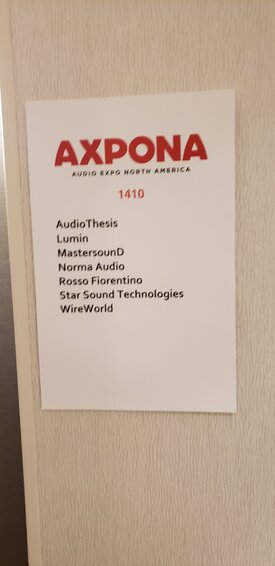 AXPONA
AUDIO EXPO NORTH AMERICA
1410
AudioThesis
Lumin
MastersounD
Norma Audio
Rosso Fiorentino
Star Sound Technologies
WireWorld